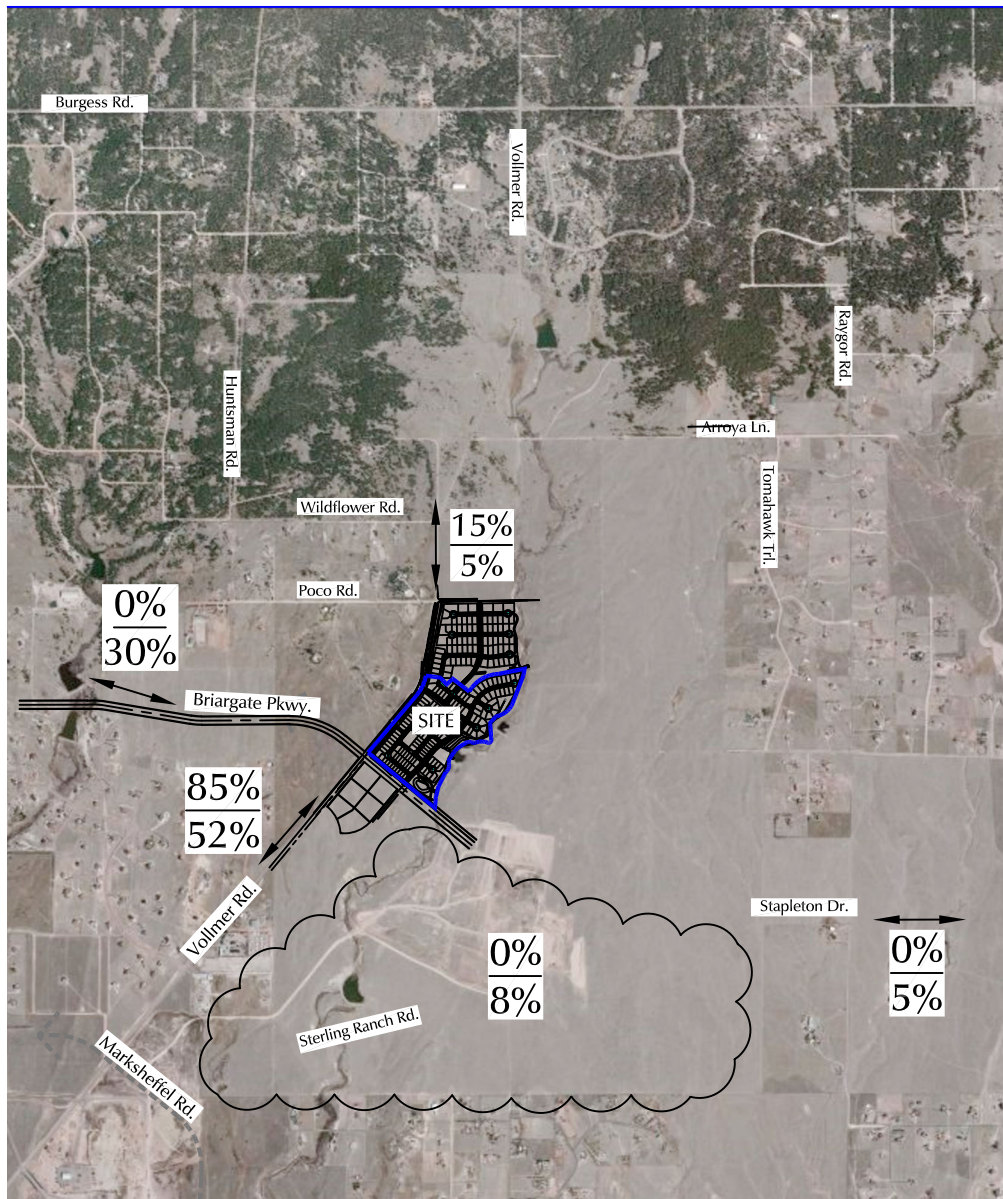 Burgess Rd.
Vollmer Rd.
Raygor Rd.
Huntsman Rd.
Arroya Ln.
Tomahawk Trl.
Wildflower Rd.
15%
5%
Poco Rd.
0%
30%
Briargate Pkwy.
SITE
85%
52%
Vollmer Rd.
Stapleton Dr.
0%
8%
0%
5%
Sterling Ranch Rd.
Marksheffel Rd.